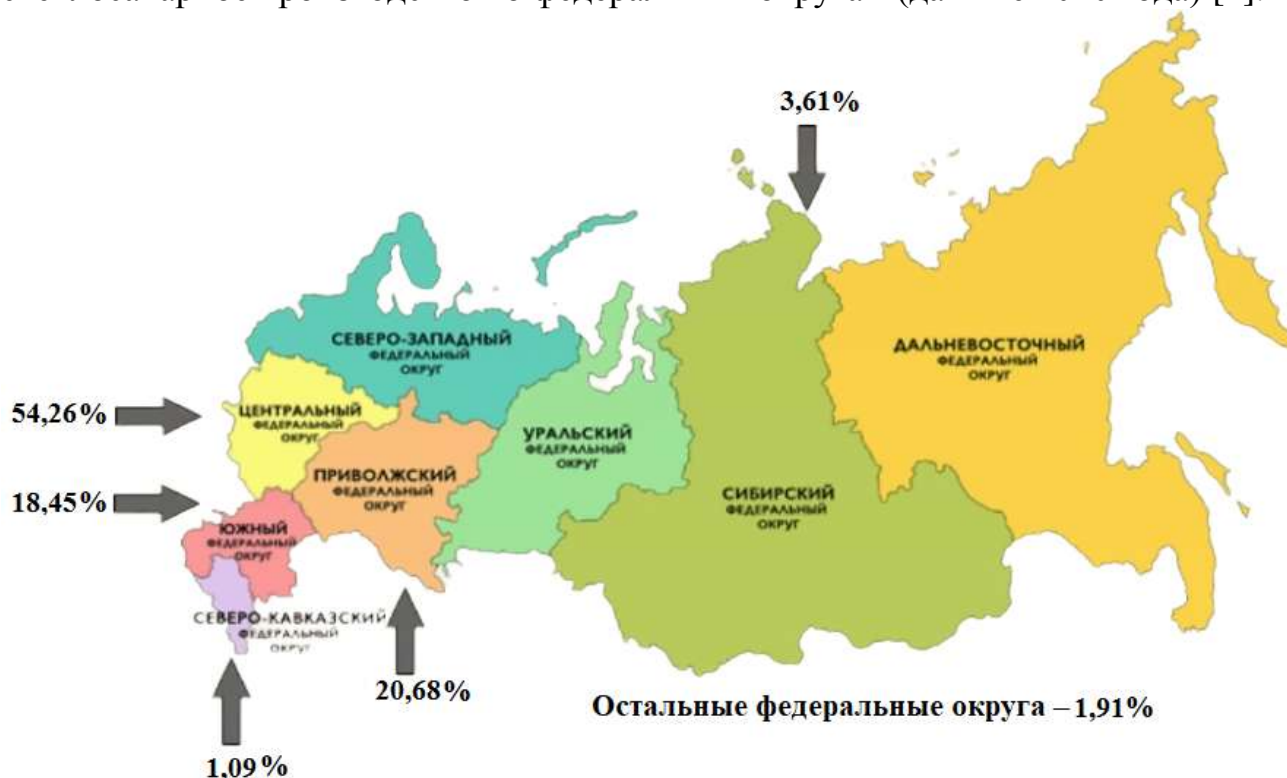 3,61%
СЕВЕРО-ЗАПАДНЫЙ
ФЕДЕРАЛЬНЫЙ
ОКРУГ
ДАЛЬНЕВОСТОЧНЫЙ
ФЕДЕРАЛЬНЫЙ
ОКРУГ
54,26%
ЦЕНТРАЛЬНЫЙ
ФЕДЕРАЛЬНЫЙ
ОКРУГ
УРАЛЬСКИЙ
ФЕДЕРАЛЬНЫЙ
ОКРУГ
ПРИВОЛЖСКИЙ
ФЕДЕРАЛЬНЫЙ
ОКРУГ
18,45%
СИБИРСКИЙ
ФЕДЕРАЛЬНЫЙ
ОКРУГ
ЮЖНЫЙ
ФЕДЕРАЛЬНЫЙ
ОКРУГ
СЕВЕРО-КАВКАЗСКИЙ
ФЕДЕРАЛЬНЫЙ
ОКРУГ
20,68%
Остальные федеральные округа – 1,91%
1,09%